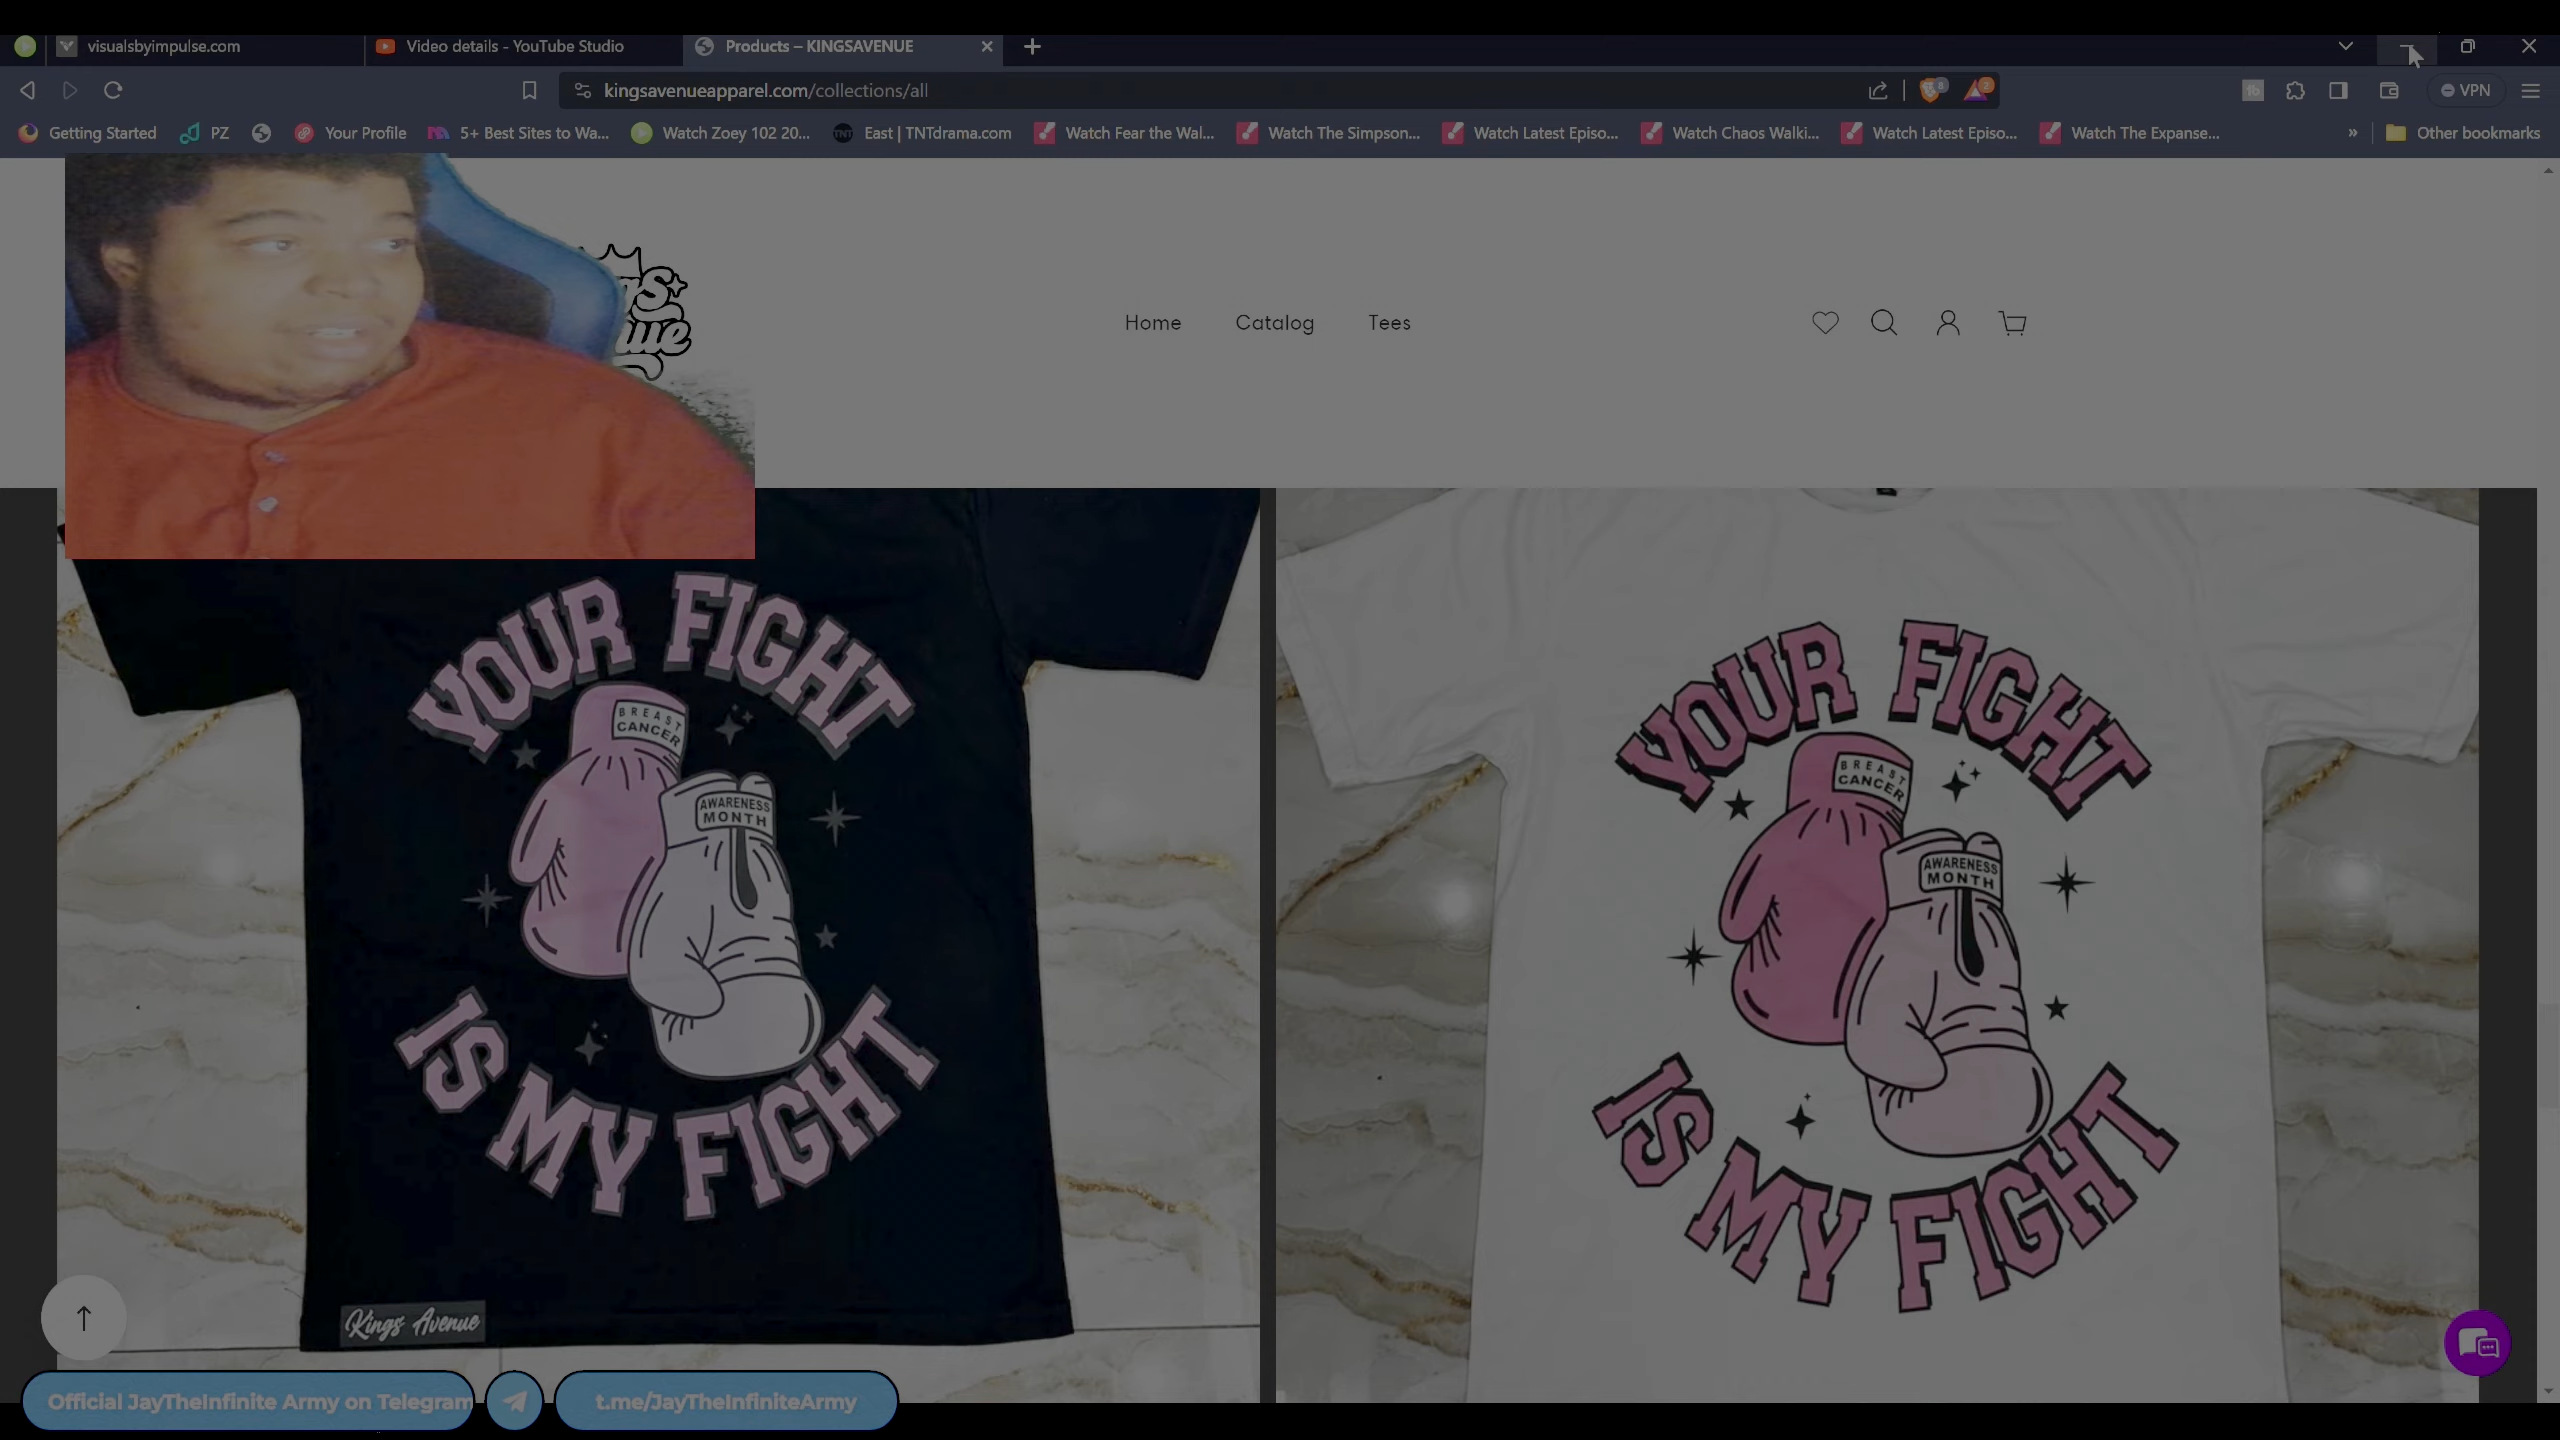 visualsbyimpulse.com
Video details - YouTube Studio
Products – KINGSAVENUE
kingsavenueapparel.com/collections/all
8
2
VPN
Getting Started
PZ
Your Profile
5+ Best Sites to Wa...
Watch Zoey 102 20...
TNT
East | TNTdrama.com
Watch Fear the Wal...
Watch The Simpson...
Watch Latest Episo...
Watch Chaos Walki...
Watch Latest Episo...
Watch The Expanse...
Other bookmarks
Home
Catalog
Tees
YOUR FIGHT
BREAST
CANCER
AWARENESS
MONTH
IS MY FIGHT
Kings Avenue
YOUR FIGHT
BREAST
CANCER
AWARENESS
MONTH
IS MY FIGHT
Official JayTheInfinite Army on Telegram
t.me/JayTheInfiniteArmy